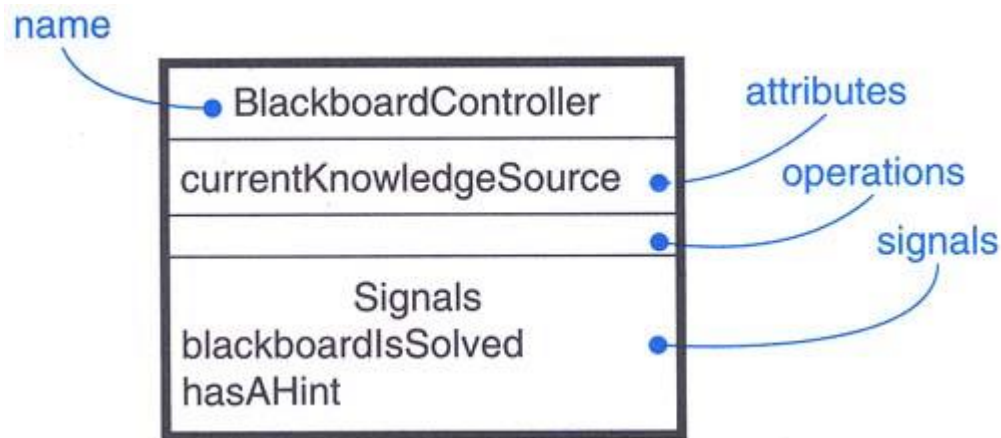 name
BlackboardController
attributes
currentKnowledgeSource
operations
signals
Signals
blackboardIsSolved
hasAHint